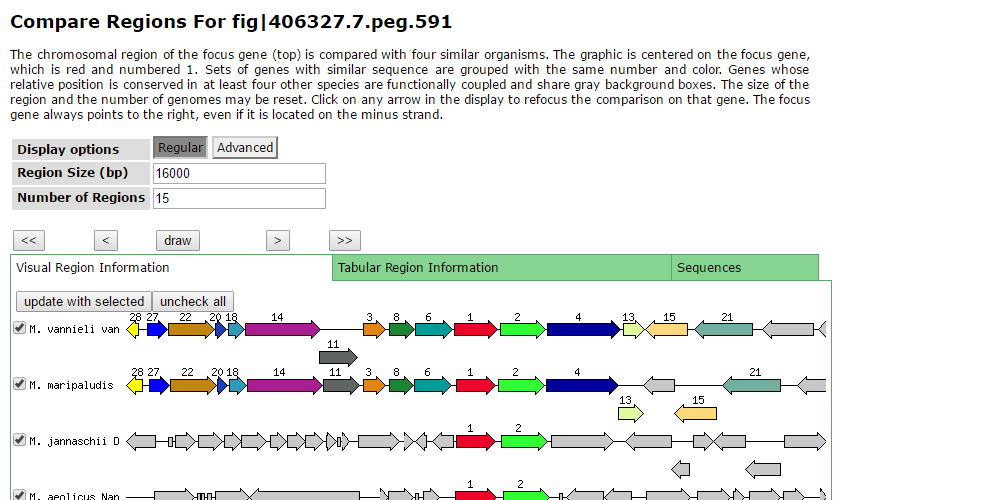 Compare Regions For fig|406327.7.peg.591
The chromosomal region of the focus gene (top) is compared with four similar organisms. The graphic is centered on the focus gene,
which is red and numbered 1. Sets of genes with similar sequence are grouped with the same number and color. Genes whose
relative position is conserved in at least four other species are functionally coupled and share gray background boxes. The size of the
region and the number of genomes may be reset. Click on any arrow in the display to refocus the comparison on that gene. The focus
gene always points to the right, even if it is located on the minus strand.
Display options Regular Advanced
Region Size (bp) 16000
Number of Regions 15
<< < draw > >>
Visual Region Information Tabular Region Information Sequences
update with selected uncheck all
28 27 22 20 18 14 3 8 6 1 2 4 13 15 21
M. vannieli van
11
28 27 22 20 18 14 11 3 8 6 1 2 4 21
M. maripaludis
13 15
1 2
M. jannaschii D
1 2
M. aeolicus Nan